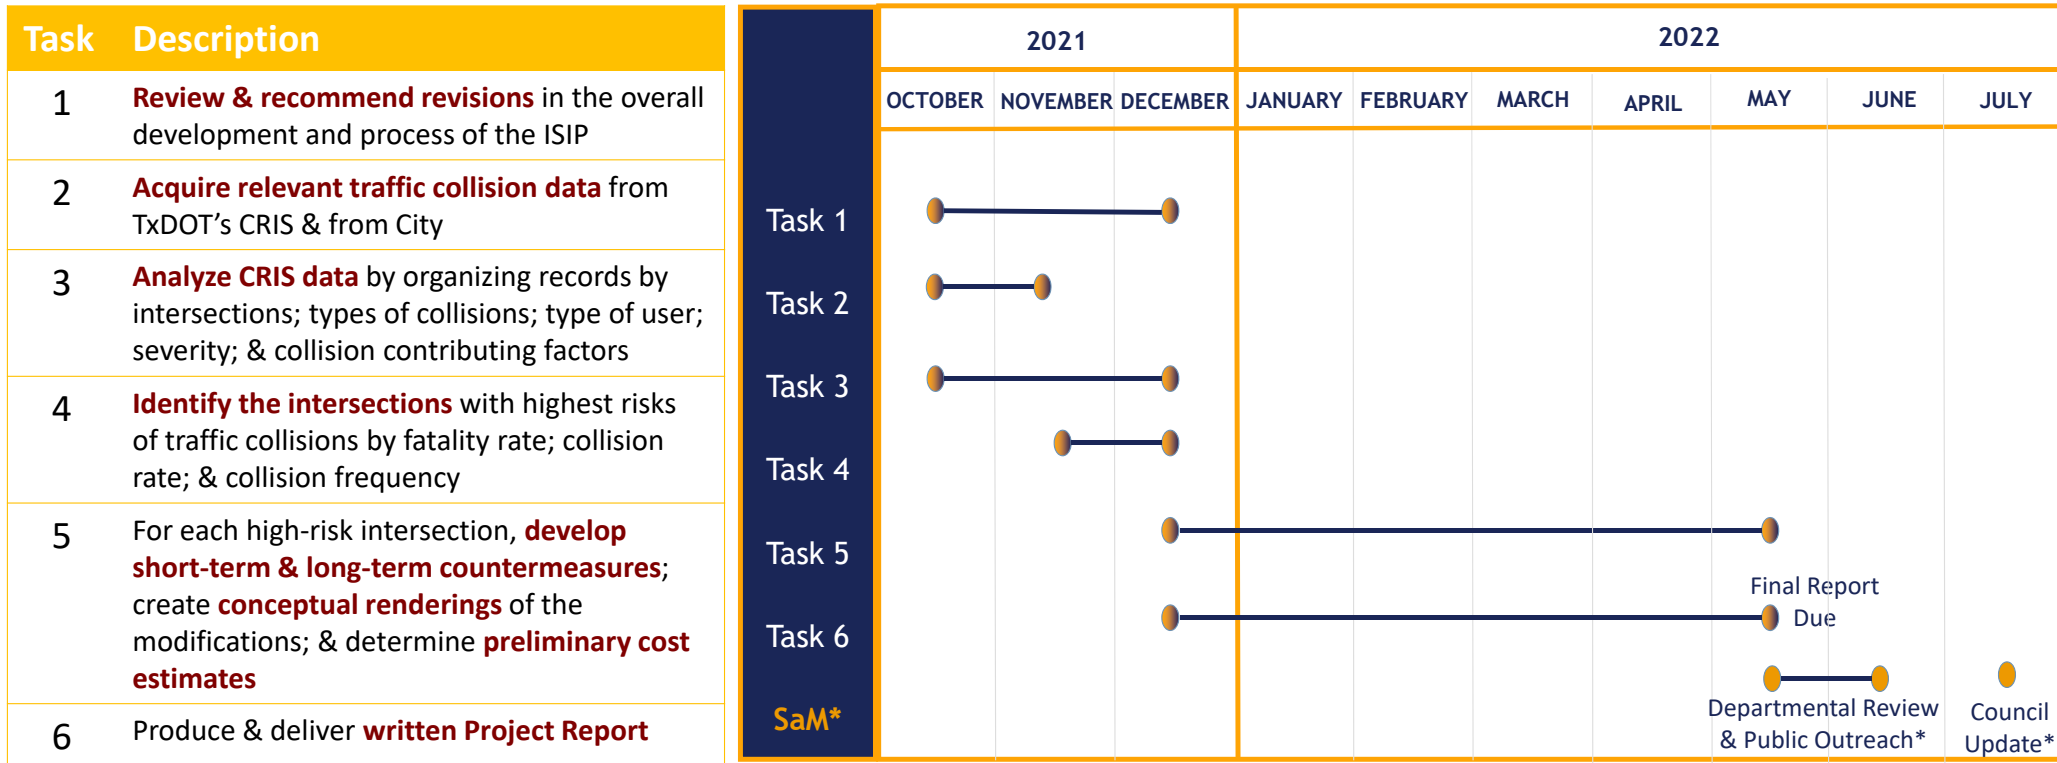 Task Description
1 Review & recommend revisions in the overall
development and process of the ISIP
2 Acquire relevant traffic collision data from
TxDOT's CRIS & from City
3 Analyze CRIS data by organizing records by
intersections; types of collisions; type of user;
severity; & collision contributing factors
4 Identify the intersections with highest risks
of traffic collisions by fatality rate; collision
rate; & collision frequency
5 For each high-risk intersection, develop
short-term & long-term countermeasures;
create conceptual renderings of the
modifications; & determine preliminary cost
estimates
6 Produce & deliver written Project Report
2021 2022
OCTOBER NOVEMBER DECEMBER JANUARY FEBRUARY MARCH APRIL MAY JUNE JULY
Task 1
Task 2
Task 3
Task 4
Task 5
Final Report
Due
Task 6
SaM*
Departmental Review
& Public Outreach*
Council
Update*